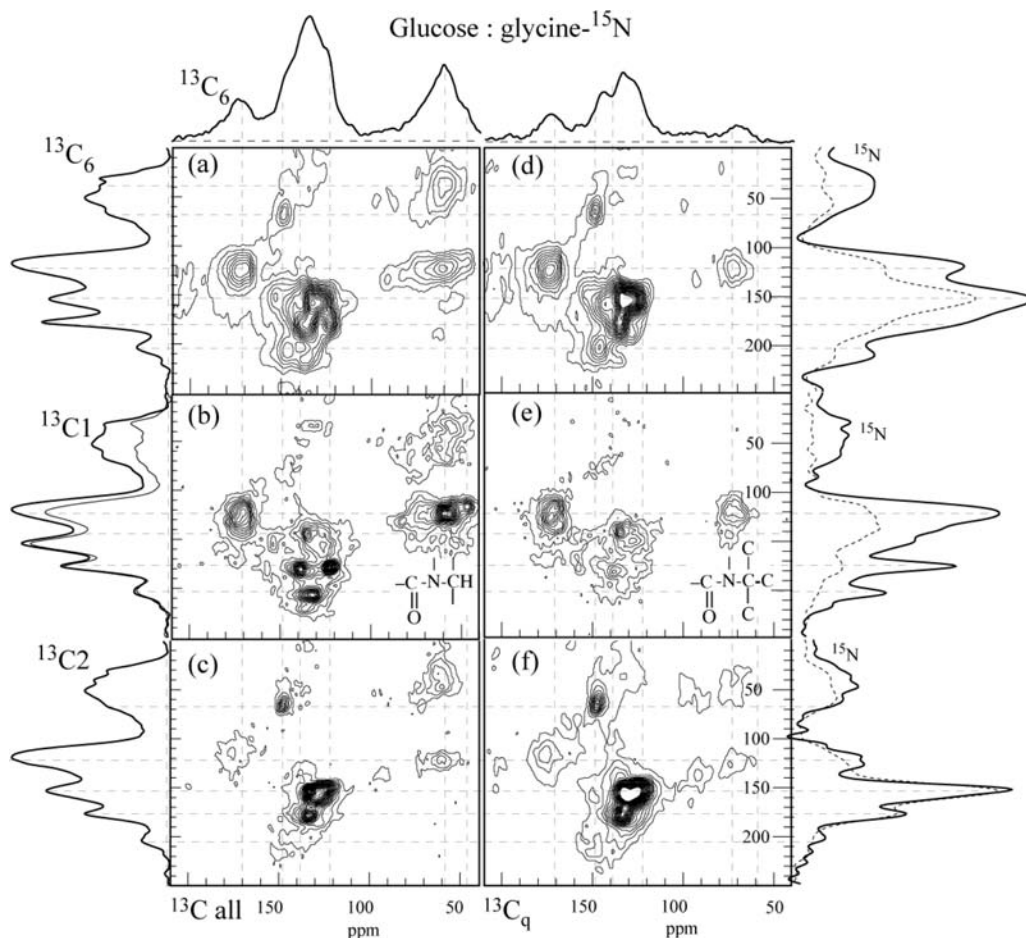 Glucose : glycine-¹⁵N
¹³C₆
¹³C₆
(a)
(d)
¹⁵N
50
100
150
200
¹³C1
(b)
(e)
¹⁵N
50
100
150
200
–C–N–CH
O
C
–C–N–C–C
O
C
¹³C2
(c)
(f)
¹⁵N
50
100
150
200
¹³C all 150 100 50
ppm
¹³Cq 150 100 50
ppm